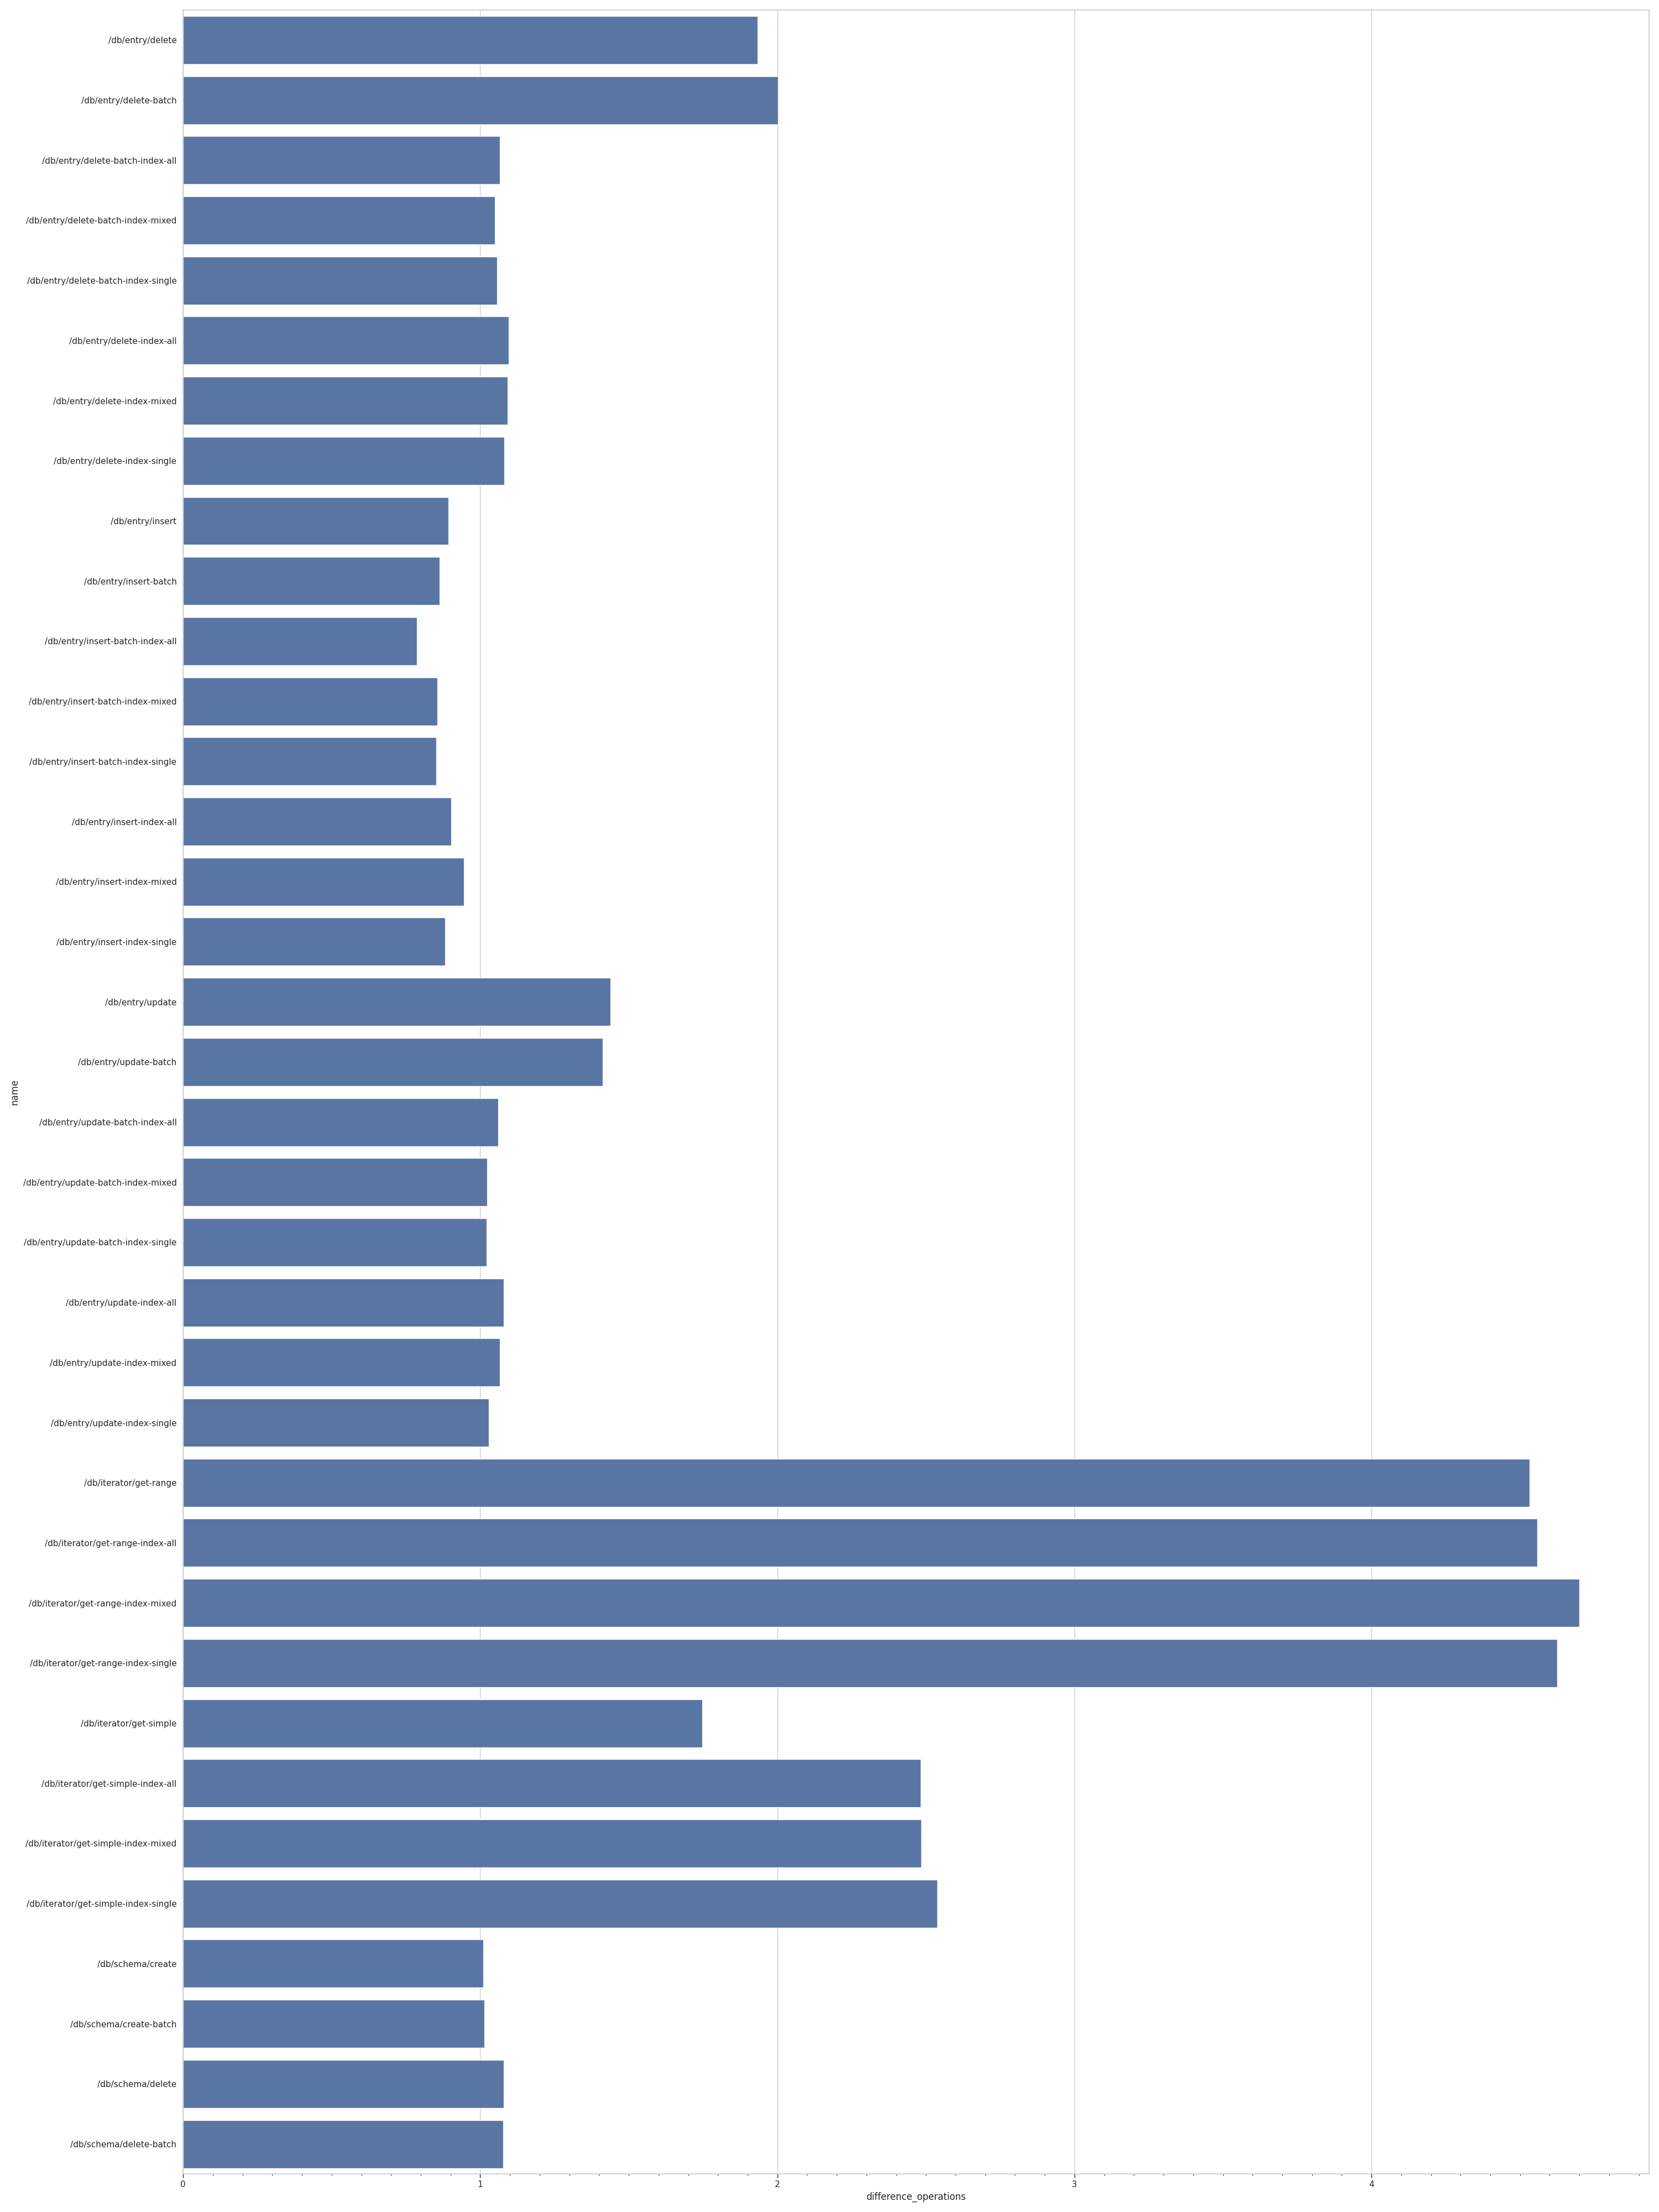 /db/entry/delete
/db/entry/delete-batch
/db/entry/delete-batch-index-all
/db/entry/delete-batch-index-mixed
/db/entry/delete-batch-index-single
/db/entry/delete-index-all
/db/entry/delete-index-mixed
/db/entry/delete-index-single
/db/entry/insert
/db/entry/insert-batch
/db/entry/insert-batch-index-all
/db/entry/insert-batch-index-mixed
/db/entry/insert-batch-index-single
/db/entry/insert-index-all
/db/entry/insert-index-mixed
/db/entry/insert-index-single
/db/entry/update
/db/entry/update-batch
/db/entry/update-batch-index-all
/db/entry/update-batch-index-mixed
/db/entry/update-batch-index-single
/db/entry/update-index-all
/db/entry/update-index-mixed
/db/entry/update-index-single
/db/iterator/get-range
/db/iterator/get-range-index-all
/db/iterator/get-range-index-mixed
/db/iterator/get-range-index-single
/db/iterator/get-simple
/db/iterator/get-simple-index-all
/db/iterator/get-simple-index-mixed
/db/iterator/get-simple-index-single
/db/schema/create
/db/schema/create-batch
/db/schema/delete
/db/schema/delete-batch
name
0 1 2 3 4
difference_operations